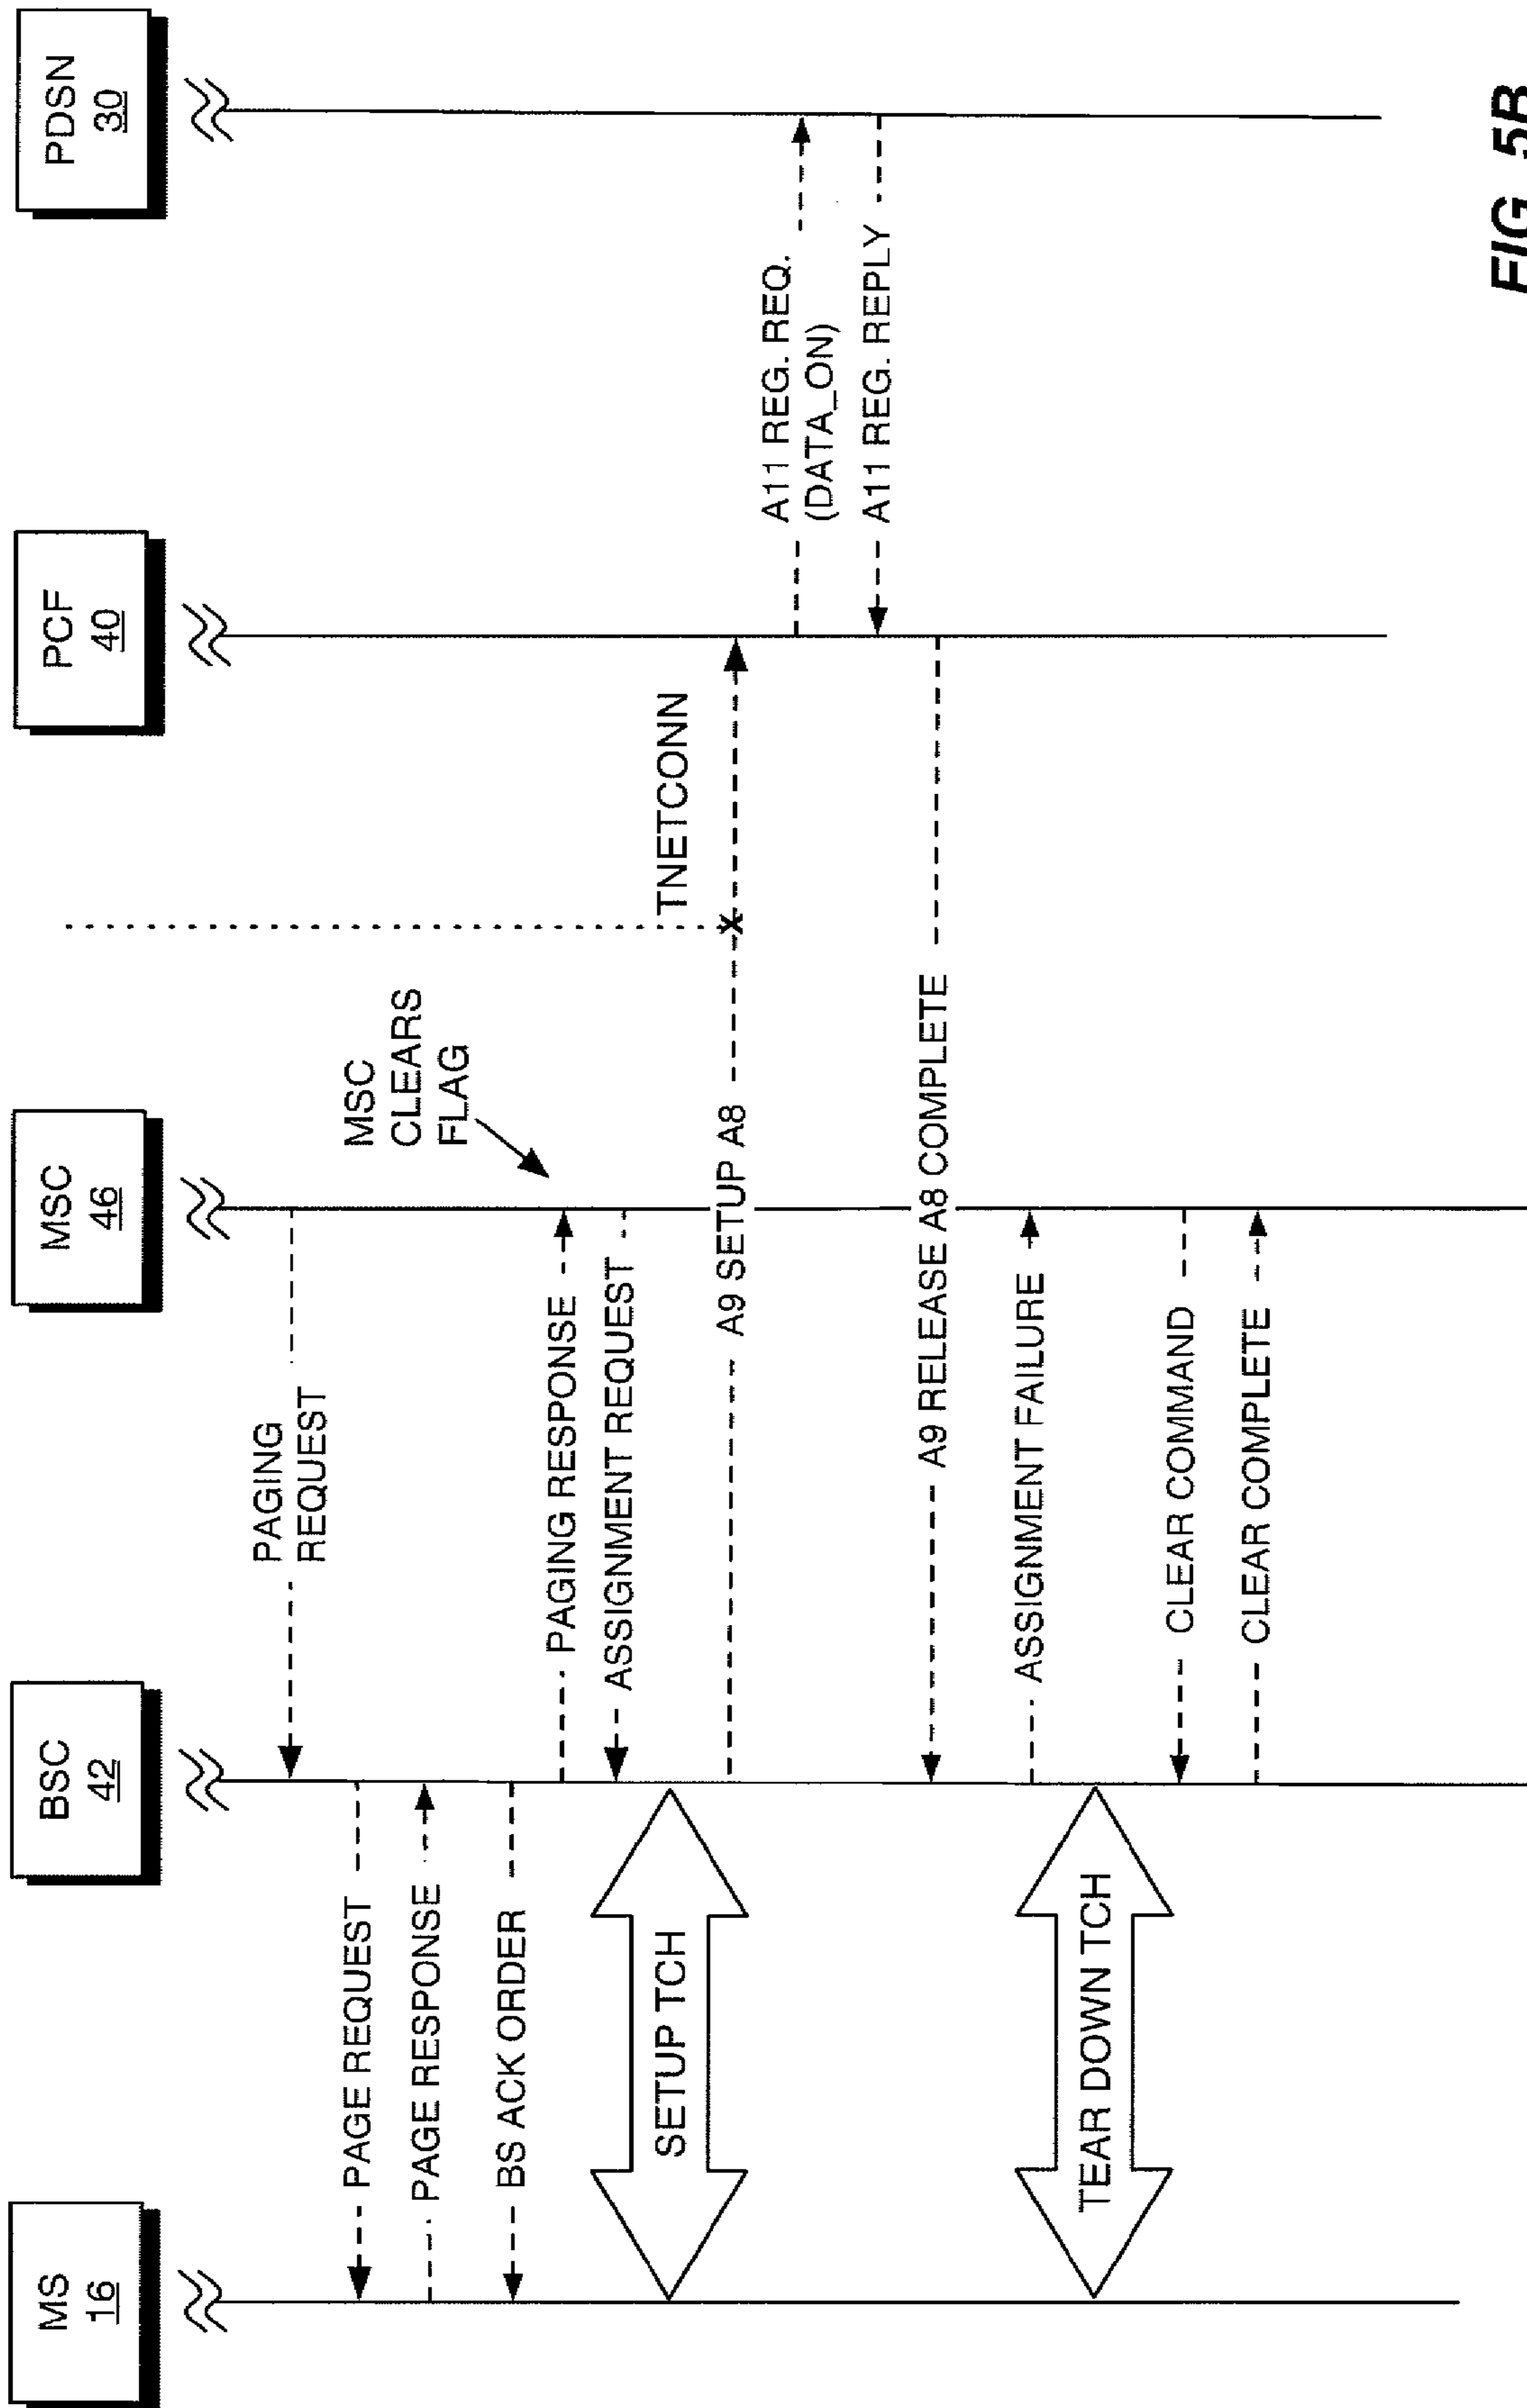 MS
16
BSC
42
MSC
46
PCF
40
PDSN
30
PAGING
REQUEST
PAGE REQUEST
PAGE RESPONSE
MSC
CLEARS
FLAG
BS ACK ORDER
PAGING RESPONSE
ASSIGNMENT REQUEST
SETUP TCH
TNETCONN
A9 SETUP A8
A11 REG. REQ.
(DATA_ON)
A11 REG. REPLY
A9 RELEASE A8 COMPLETE
ASSIGNMENT FAILURE
TEAR DOWN TCH
CLEAR COMMAND
CLEAR COMPLETE
FIG. 5B